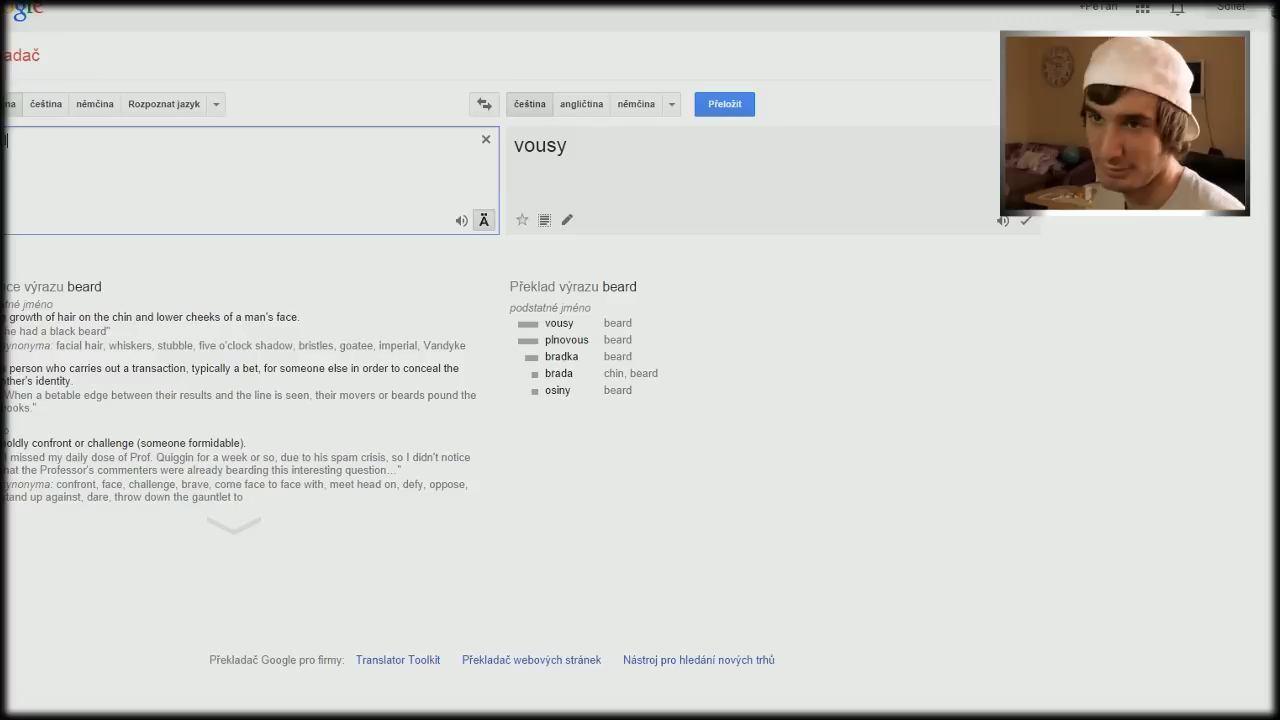 gle
+PeTan
Sdílet
adač
ma čeština němčina Rozpoznat jazyk
čeština angličtina němčina Přeložit
vousy
Ä
ice výrazu beard
tné jméno
growth of hair on the chin and lower cheeks of a man's face.
he had a black beard"
ynonyma: facial hair, whiskers, stubble, five o'clock shadow, bristles, goatee, imperial, Vandyke
person who carries out a transaction, typically a bet, for someone else in order to conceal the
other's identity.
When a betable edge between their results and the line is seen, their movers or beards pound the
ooks."
o
oldly confront or challenge (someone formidable).
I missed my daily dose of Prof. Quiggin for a week or so, due to his spam crisis, so I didn't notice
hat the Professor's commenters were already bearding this interesting question…"
ynonyma: confront, face, challenge, brave, come face to face with, meet head on, defy, oppose,
tand up against, dare, throw down the gauntlet to
Překlad výrazu beard
podstatné jméno
vousy beard
plnovous beard
bradka beard
brada chin, beard
osiny beard
Překladač Google pro firmy: Translator Toolkit Překladač webových stránek Nástroj pro hledání nových trhů